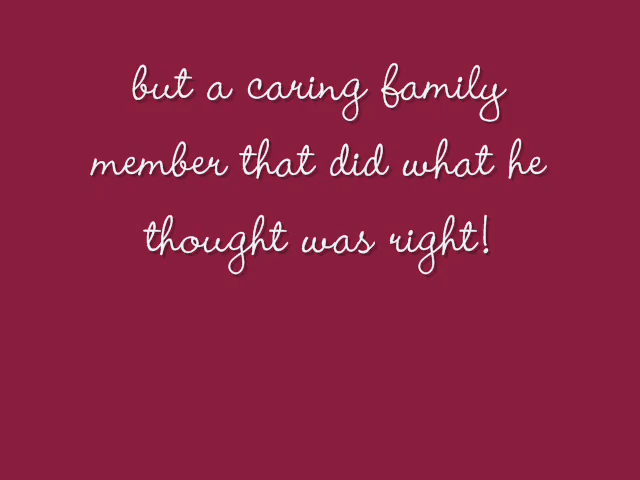 but a caring family
member that did what he
thought was right!